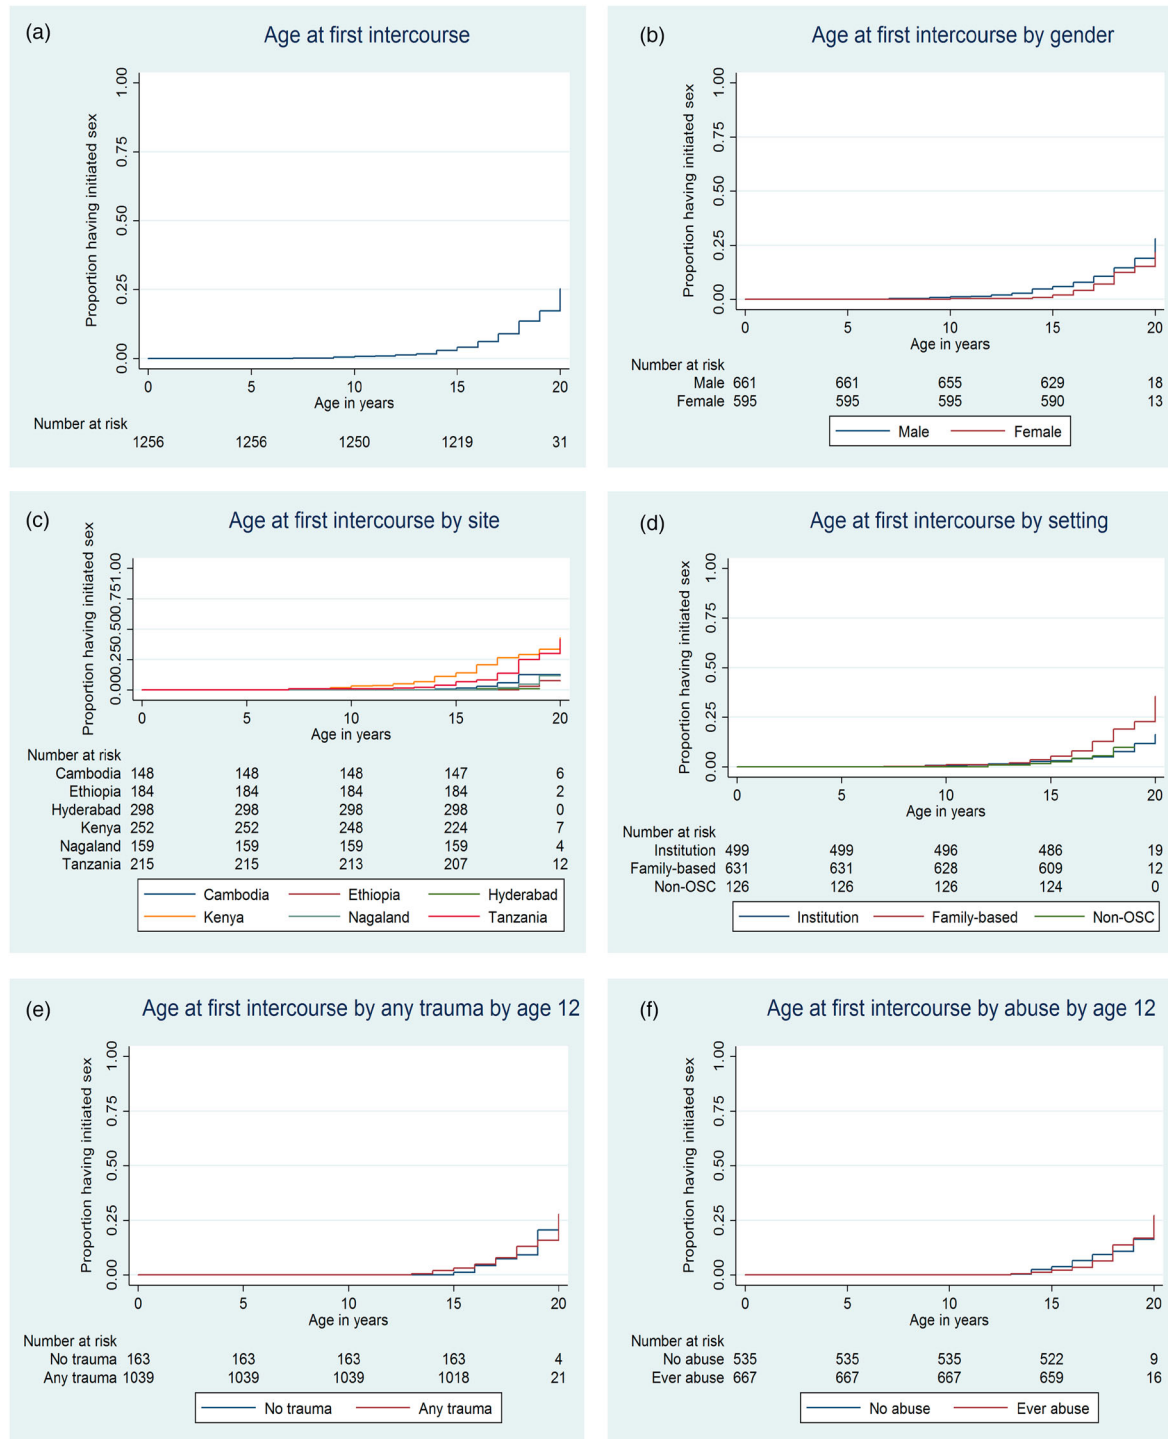 (a)
Age at first intercourse
Proportion having initiated sex
1.00
0.75
0.50
0.25
0.00
0 5 10 15 20
Age in years
Number at risk
1256 1256 1250 1219 31
(b)
Age at first intercourse by gender
Proportion having initiated sex
1.00
0.75
0.50
0.25
0.00
0 5 10 15 20
Age in years
Number at risk
Male 661 661 655 629 18
Female 595 595 595 590 13
Male Female
(c)
Age at first intercourse by site
Proportion having initiated sex
0.000.250.500.751.00
0 5 10 15 20
Age in years
Number at risk
Cambodia 148 148 148 147 6
Ethiopia 184 184 184 184 2
Hyderabad 298 298 298 298 0
Kenya 252 252 248 224 7
Nagaland 159 159 159 159 4
Tanzania 215 215 213 207 12
Cambodia Ethiopia Hyderabad
Kenya Nagaland Tanzania
(d)
Age at first intercourse by setting
Proportion having initiated sex
1.00
0.75
0.50
0.25
0.00
0 5 10 15 20
Age in years
Number at risk
Institution 499 499 496 486 19
Family-based 631 631 628 609 12
Non-OSC 126 126 126 124 0
Institution Family-based Non-OSC
(e)
Age at first intercourse by any trauma by age 12
Proportion having initiated sex
1.00
0.75
0.50
0.25
0.00
0 5 10 15 20
Age in years
Number at risk
No trauma 163 163 163 163 4
Any trauma 1039 1039 1039 1018 21
No trauma Any trauma
(f)
Age at first intercourse by abuse by age 12
Proportion having initiated sex
1.00
0.75
0.50
0.25
0.00
0 5 10 15 20
Age in years
Number at risk
No abuse 535 535 535 522 9
Ever abuse 667 667 667 659 16
No abuse Ever abuse